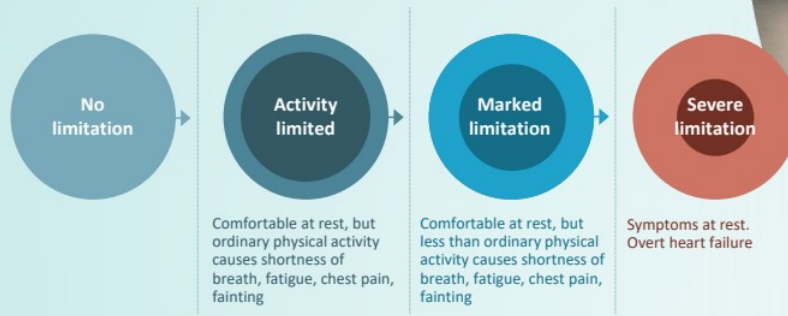 No
limitation
Activity
limited
Comfortable at rest, but
ordinary physical activity
causes shortness of
breath, fatigue, chest pain,
fainting
Marked
limitation
Comfortable at rest, but
less than ordinary physical
activity causes shortness of
breath, fatigue, chest pain,
fainting
Severe
limitation
Symptoms at rest.
Overt heart failure